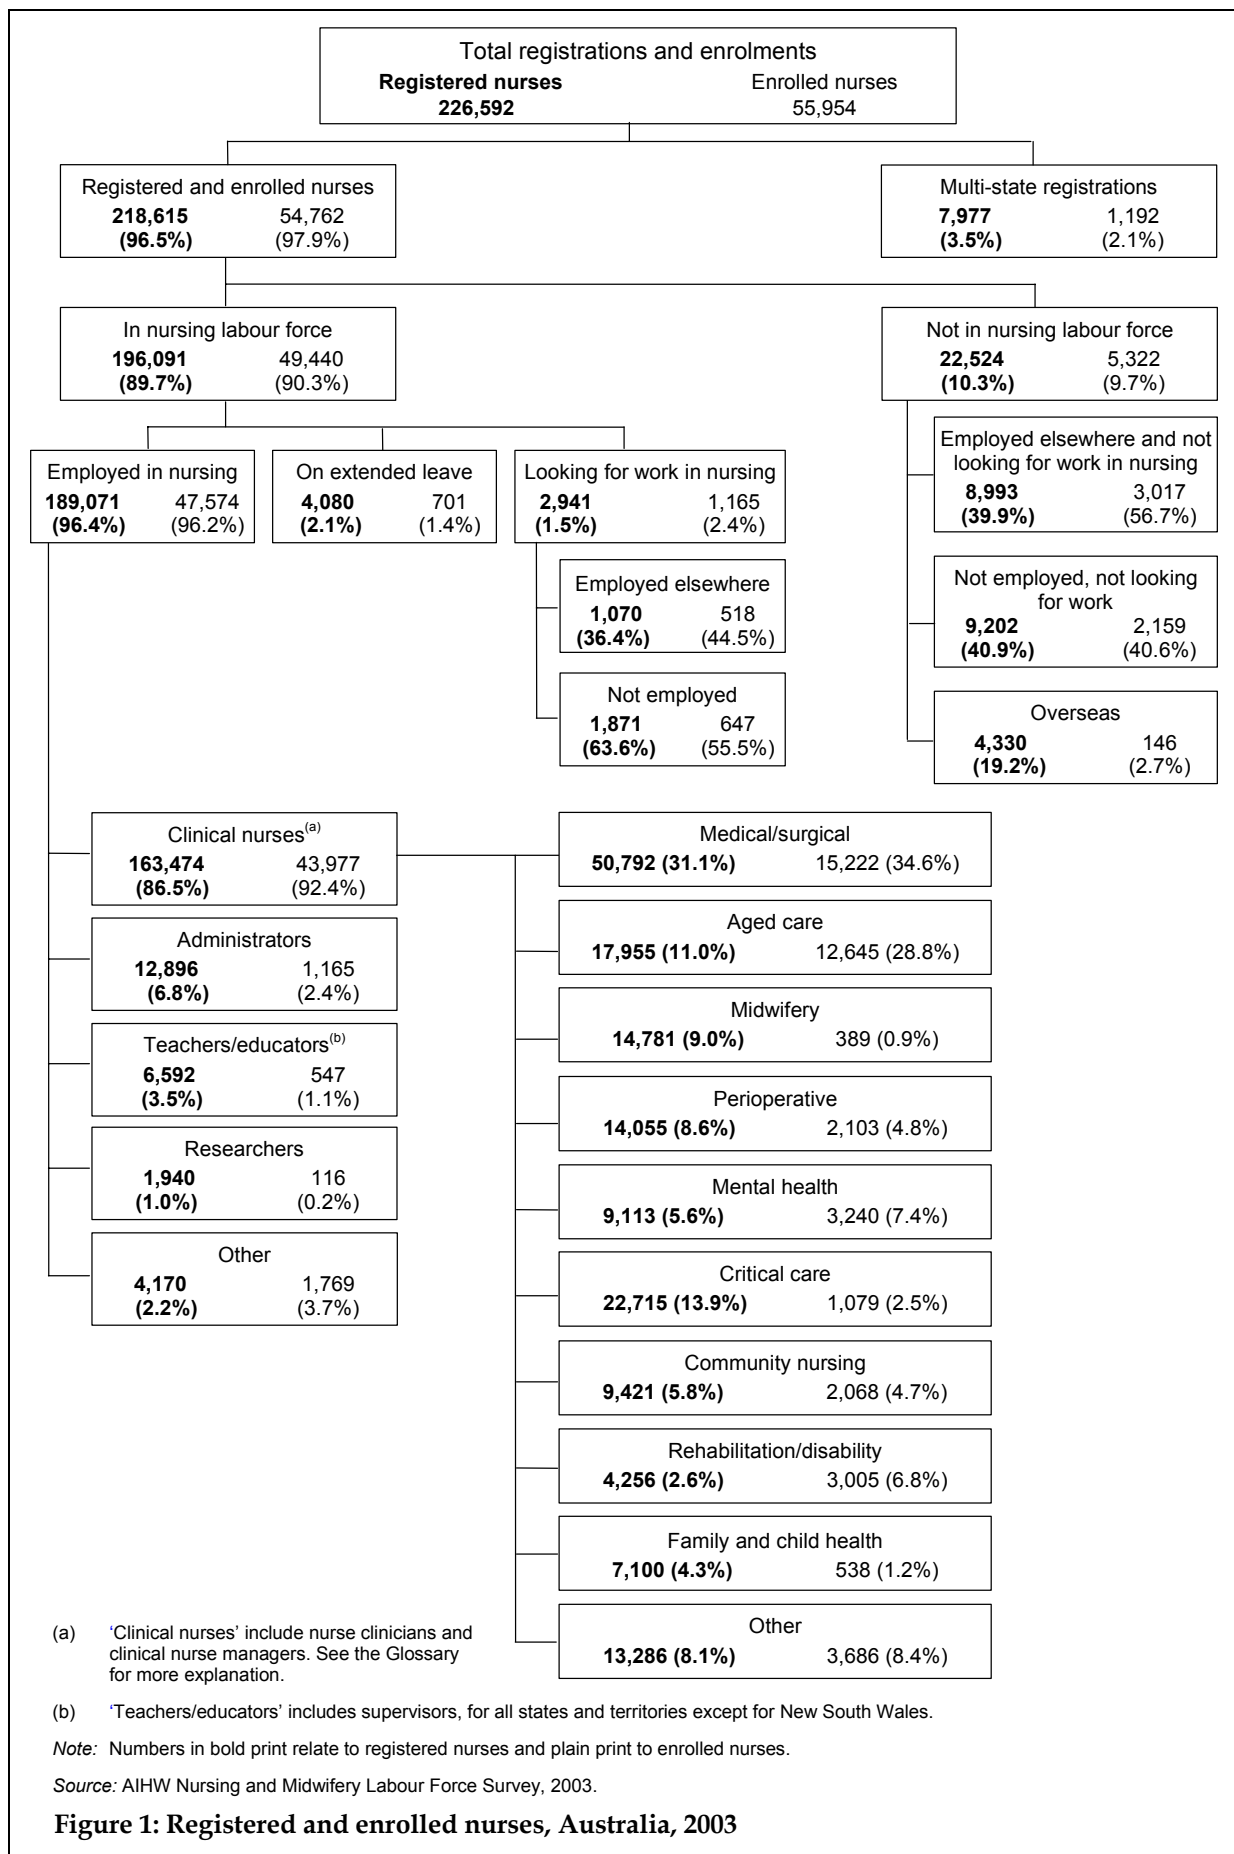 Total registrations and enrolments
Registered nurses Enrolled nurses
226,592 55,954
Registered and enrolled nurses
218,615 54,762
(96.5%) (97.9%)
Multi-state registrations
7,977 1,192
(3.5%) (2.1%)
In nursing labour force
196,091 49,440
(89.7%) (90.3%)
Not in nursing labour force
22,524 5,322
(10.3%) (9.7%)
Employed in nursing
189,071 47,574
(96.4%) (96.2%)
On extended leave
4,080 701
(2.1%) (1.4%)
Looking for work in nursing
2,941 1,165
(1.5%) (2.4%)
Employed elsewhere
1,070 518
(36.4%) (44.5%)
Not employed
1,871 647
(63.6%) (55.5%)
Employed elsewhere and not
looking for work in nursing
8,993 3,017
(39.9%) (56.7%)
Not employed, not looking
for work
9,202 2,159
(40.9%) (40.6%)
Overseas
4,330 146
(19.2%) (2.7%)
Clinical nurses(a)
163,474 43,977
(86.5%) (92.4%)
Administrators
12,896 1,165
(6.8%) (2.4%)
Teachers/educators(b)
6,592 547
(3.5%) (1.1%)
Researchers
1,940 116
(1.0%) (0.2%)
Other
4,170 1,769
(2.2%) (3.7%)
Medical/surgical
50,792 (31.1%) 15,222 (34.6%)
Aged care
17,955 (11.0%) 12,645 (28.8%)
Midwifery
14,781 (9.0%) 389 (0.9%)
Perioperative
14,055 (8.6%) 2,103 (4.8%)
Mental health
9,113 (5.6%) 3,240 (7.4%)
Critical care
22,715 (13.9%) 1,079 (2.5%)
Community nursing
9,421 (5.8%) 2,068 (4.7%)
Rehabilitation/disability
4,256 (2.6%) 3,005 (6.8%)
Family and child health
7,100 (4.3%) 538 (1.2%)
Other
13,286 (8.1%) 3,686 (8.4%)
(a) ‘Clinical nurses’ include nurse clinicians and
clinical nurse managers. See the Glossary
for more explanation.
(b) ‘Teachers/educators’ includes supervisors, for all states and territories except for New South Wales.
Note: Numbers in bold print relate to registered nurses and plain print to enrolled nurses.
Source: AIHW Nursing and Midwifery Labour Force Survey, 2003.
Figure 1: Registered and enrolled nurses, Australia, 2003